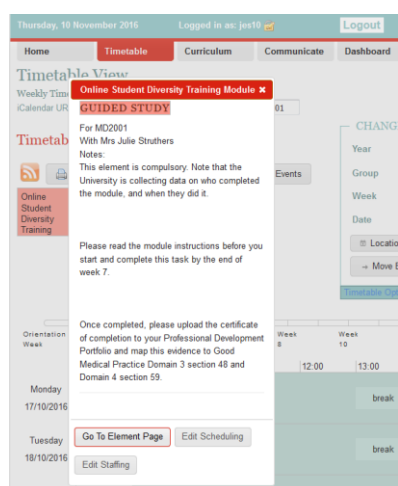 Thursday, 10 November 2016 Logged in as: jes10 Logout
Home Timetable Curriculum Communicate Dashboard
Timetable View
Weekly Time
iCalendar UR
01
Online Student Diversity Training Module ✖
GUIDED STUDY
For MD2001
With Mrs Julie Struthers
Notes:
This element is compulsory. Note that the
University is collecting data on who completed
the module, and when they did it.
Please read the module instructions before you
start and complete this task by the end of
week 7.
Once completed, please upload the certificate
of completion to your Professional Development
Portfolio and map this evidence to Good
Medical Practice Domain 3 section 48 and
Domain 4 section 59.
Go To Element Page Edit Scheduling
Edit Staffing
Timetab
Events
Online
Student
Diversity
Training
CHANG
Year
Group
Week
Date
Locatio
→ Move E
Timetable Opt
Orientation
Week
Week
8
Week
10
12:00 13:00
Monday
17/10/2016
break
Tuesday
18/10/2016
break